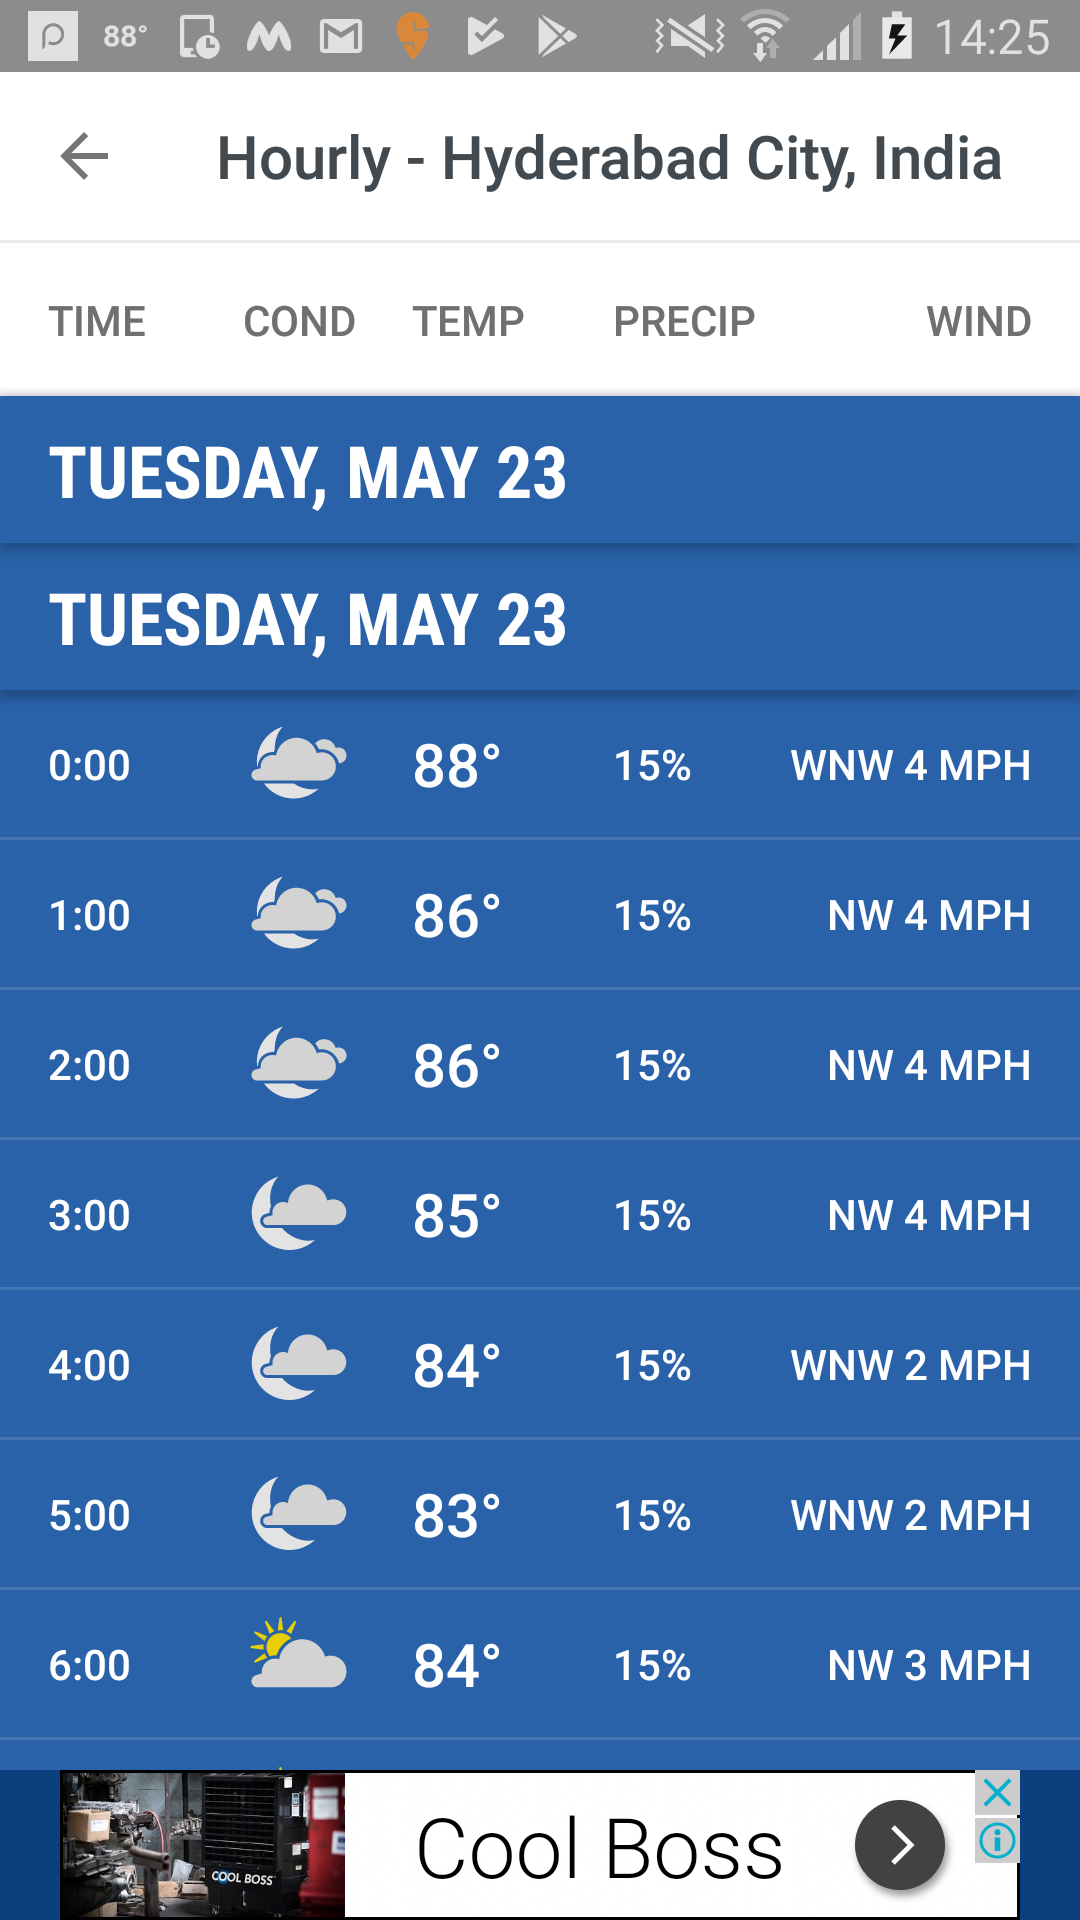 88° 14:25
Hourly - Hyderabad City, India
TIME COND TEMP PRECIP WIND
TUESDAY, MAY 23
TUESDAY, MAY 23
0:00 88° 15% WNW 4 MPH
1:00 86° 15% NW 4 MPH
2:00 86° 15% NW 4 MPH
3:00 85° 15% NW 4 MPH
4:00 84° 15% WNW 2 MPH
5:00 83° 15% WNW 2 MPH
6:00 84° 15% NW 3 MPH
COOL BOSS
Cool Boss